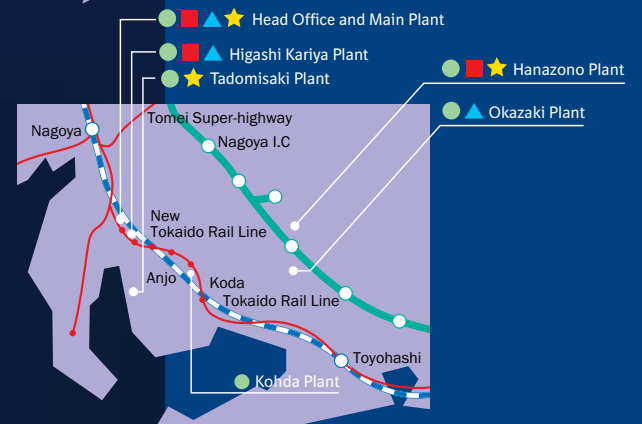 Head Office and Main Plant
Higashi Kariya Plant
Tadomisaki Plant
Hanazono Plant
Okazaki Plant
Tomei Super-highway
Nagoya
Nagoya I.C
New
Tokaido Rail Line
Anjo
Koda
Tokaido Rail Line
Toyohashi
Kohda Plant